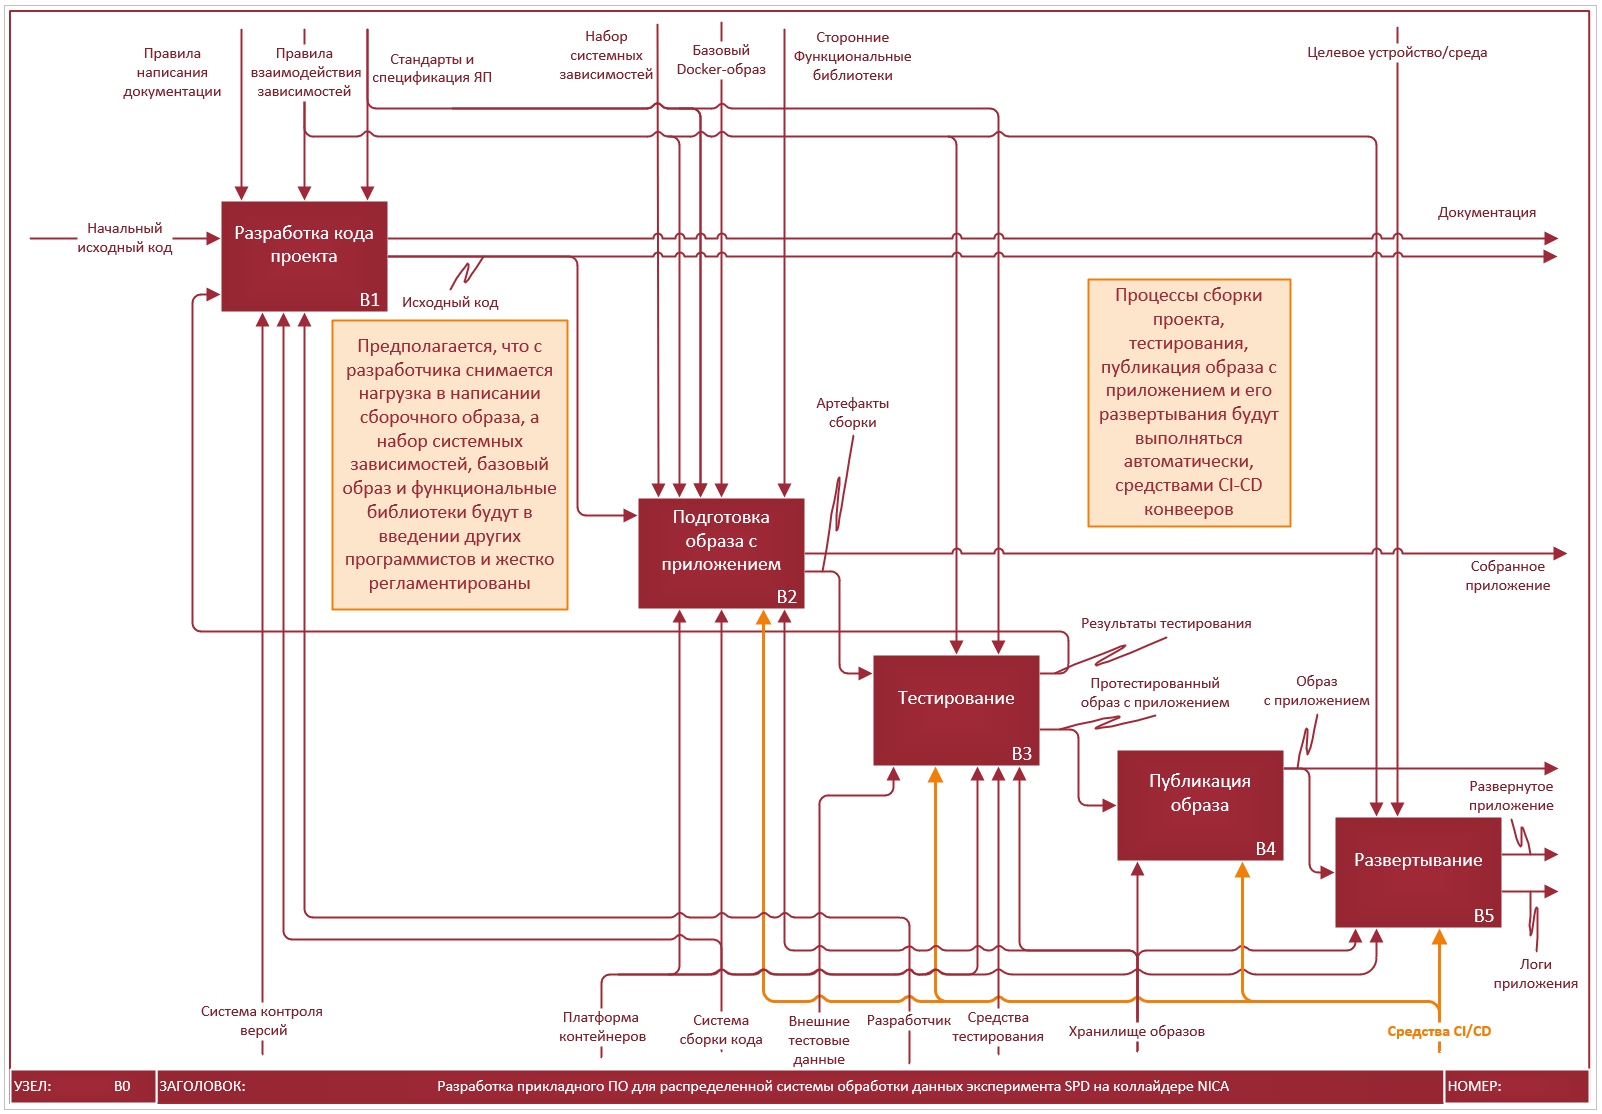 Правила
написания
документации
Правила
взаимодействия
зависимостей
Стандарты и
спецификация ЯП
Набор
системных
зависимостей
Базовый
Docker-образ
Сторонние
Функциональные
библиотеки
Целевое устройство/среда
Начальный
исходный код
Разработка кода
проекта
В1
Документация
Исходный код
Предполагается, что с
разработчика снимается
нагрузка в написании
сборочного образа, а
набор системных
зависимостей, базовый
образ и функциональные
библиотеки будут в
введении других
программистов и жестко
регламентированы
Процессы сборки
проекта,
тестирования,
публикация образа с
приложением и его
развертывания будут
выполняться
автоматически,
средствами CI-CD
конвееров
Артефакты
сборки
Подготовка
образа с
приложением
В2
Собранное
приложение
Результаты тестирования
Тестирование
В3
Протестированный
образ с приложением
Образ
с приложением
Публикация
образа
В4
Развернутое
приложение
Развертывание
В5
Логи
приложения
Система контроля
версий
Платформа
контейнеров
Система
сборки кода
Внешние
тестовые
данные
Разработчик
Средства
тестирования
Хранилище образов
Средства CI/CD
УЗЕЛ: В0
ЗАГОЛОВОК: Разработка прикладного ПО для распределенной системы обработки данных эксперимента SPD на коллайдере NICA
НОМЕР: